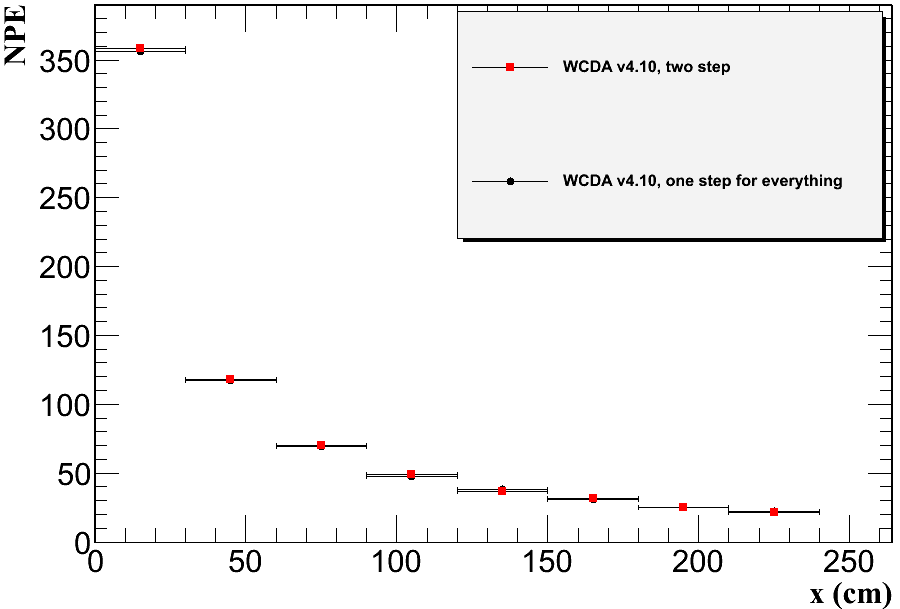 NPE
350
300
250
200
150
100
50
0
WCDA v4.10, two step
WCDA v4.10, one step for everything
0 50 100 150 200 250
x (cm)